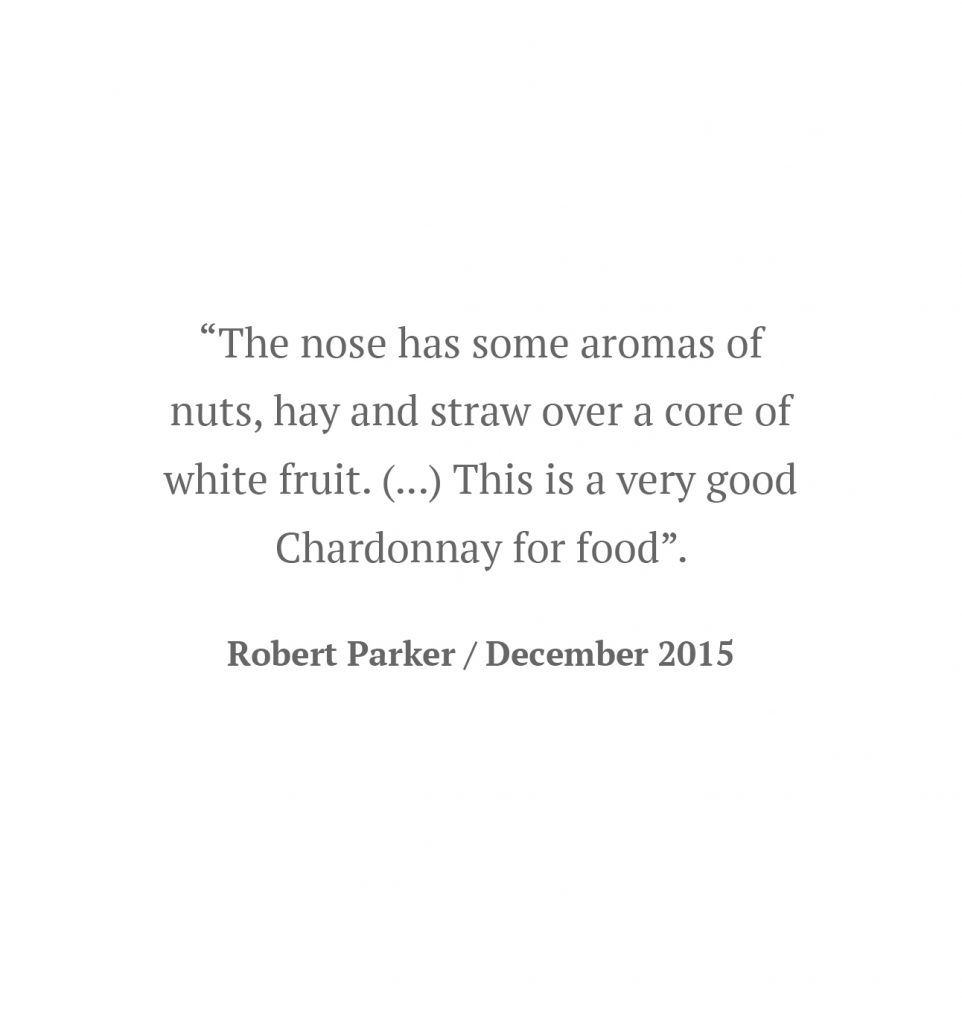 “The nose has some aromas of
nuts, hay and straw over a core of
white fruit. (...) This is a very good
Chardonnay for food”.
Robert Parker / December 2015